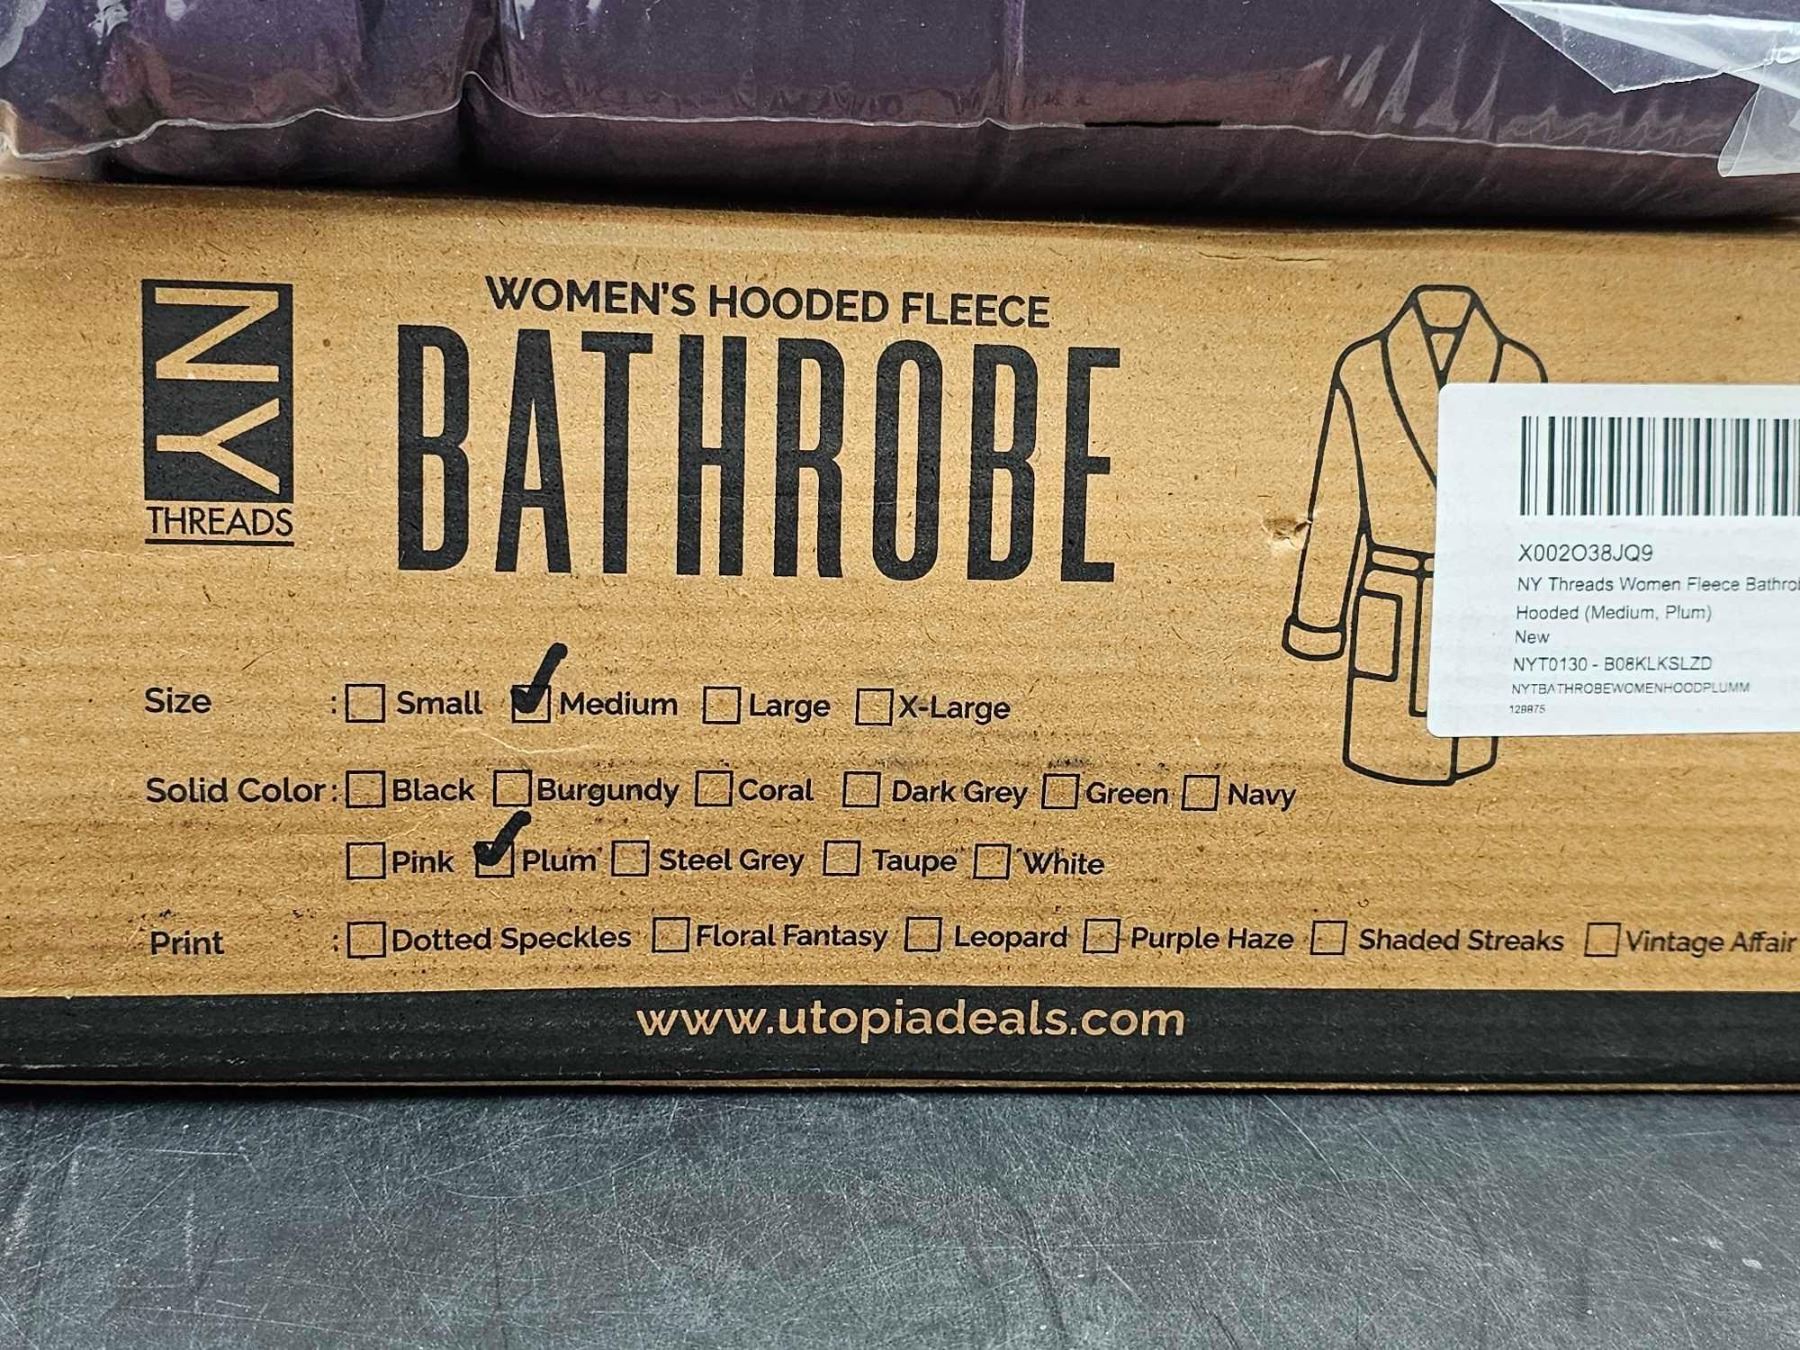 NY
THREADS
WOMEN'S HOODED FLEECE
BATHROBE
Size : Small Medium Large X-Large
Solid Color: Black Burgundy Coral Dark Grey Green Navy
Pink Plum Steel Grey Taupe White
Print : Dotted Speckles Floral Fantasy Leopard Purple Haze Shaded Streaks Vintage Affair
www.utopiadeals.com
X002O38JQ9
NY Threads Women Fleece
Hooded (Medium, Plum)
New
NYT0130 - B08KLKSLZD
NYTBATHROBEWOMENHOODPLUMM
128875